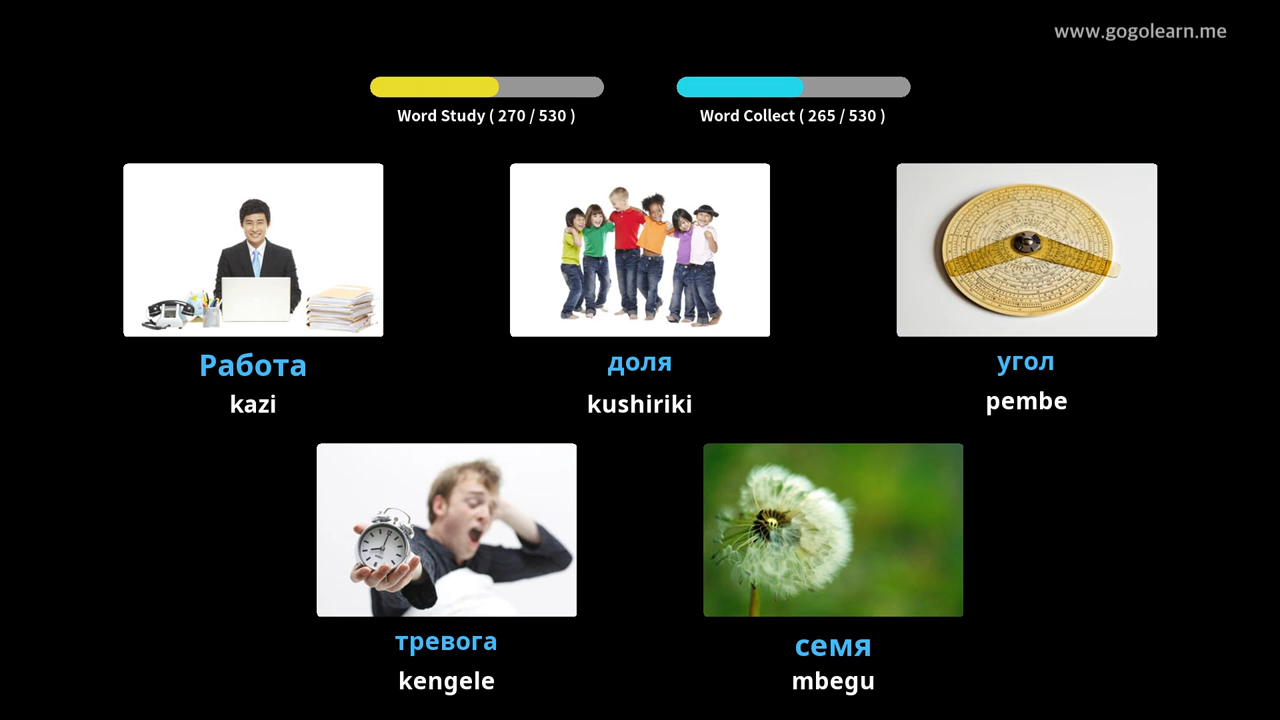 www.gogolearn.me
Word Study ( 270 / 530 )
Word Collect ( 265 / 530 )
Работа
kazi
доля
kushiriki
угол
pembe
тревога
kengele
семя
mbegu